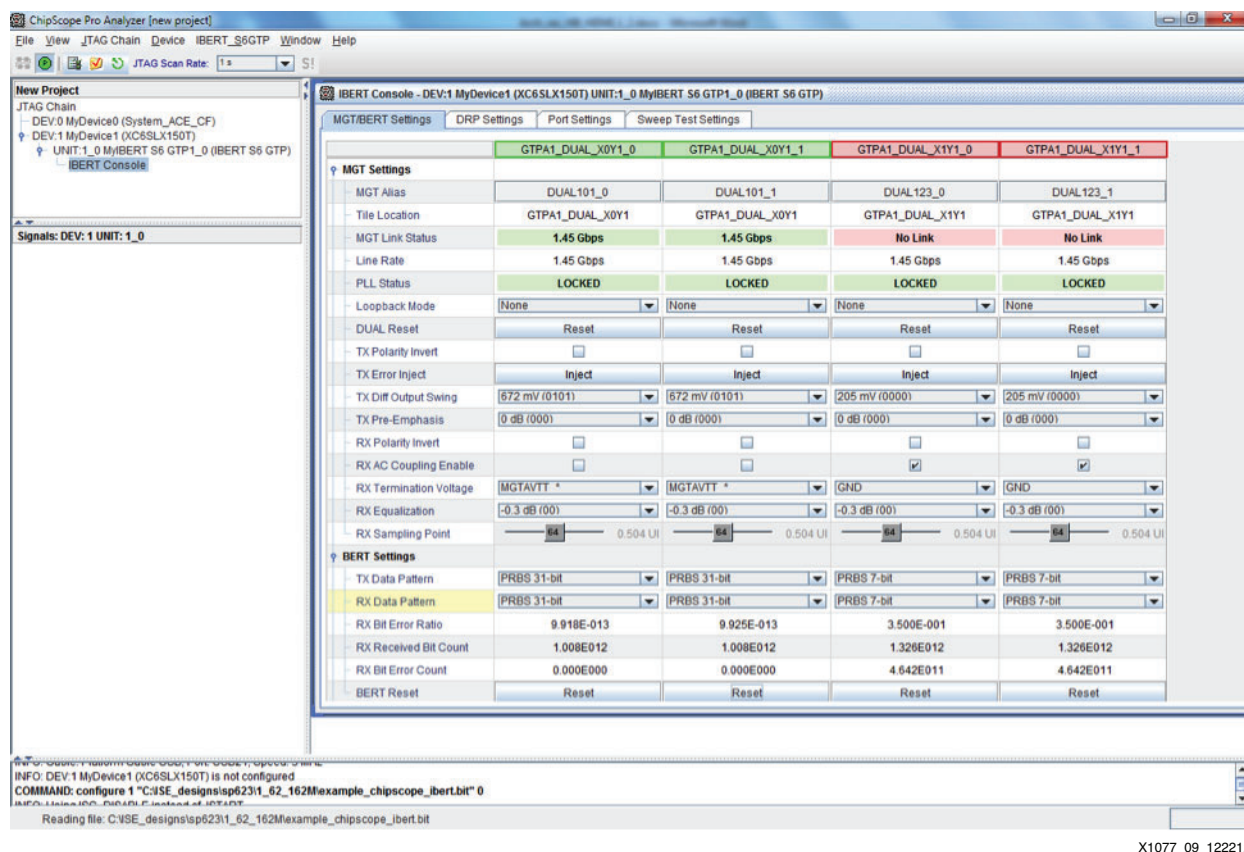 ChipScope Pro Analyzer [new project]
File View JTAG Chain Device IBERT_S6GTP Window Help
JTAG Scan Rate: 1 s S!
New Project
JTAG Chain
DEV:0 MyDevice0 (System_ACE_CF)
DEV:1 MyDevice1 (XC6SLX150T)
UNIT:1_0 MyIBERT S6 GTP1_0 (IBERT S6 GTP)
IBERT Console
Signals: DEV: 1 UNIT: 1_0
IBERT Console - DEV:1 MyDevice1 (XC6SLX150T) UNIT:1_0 MyIBERT S6 GTP1_0 (IBERT S6 GTP)
MGT/BERT Settings DRP Settings Port Settings Sweep Test Settings
GTPA1_DUAL_X0Y1_0 GTPA1_DUAL_X0Y1_1 GTPA1_DUAL_X1Y1_0 GTPA1_DUAL_X1Y1_1
MGT Settings
MGT Alias DUAL101_0 DUAL101_1 DUAL123_0 DUAL123_1
Tile Location GTPA1_DUAL_X0Y1 GTPA1_DUAL_X0Y1 GTPA1_DUAL_X1Y1 GTPA1_DUAL_X1Y1
MGT Link Status 1.45 Gbps 1.45 Gbps No Link No Link
Line Rate 1.45 Gbps 1.45 Gbps 1.45 Gbps 1.45 Gbps
PLL Status LOCKED LOCKED LOCKED LOCKED
Loopback Mode None None None None
DUAL Reset Reset Reset Reset Reset
TX Polarity Invert
TX Error Inject Inject Inject Inject Inject
TX Diff Output Swing 672 mV (0101) 672 mV (0101) 205 mV (0000) 205 mV (0000)
TX Pre-Emphasis 0 dB (000) 0 dB (000) 0 dB (000) 0 dB (000)
RX Polarity Invert
RX AC Coupling Enable
RX Termination Voltage MGTAVTT * MGTAVTT * GND GND
RX Equalization -0.3 dB (00) -0.3 dB (00) -0.3 dB (00) -0.3 dB (00)
RX Sampling Point 64 0.504 UI 64 0.504 UI 64 0.504 UI 64 0.504 UI
BERT Settings
TX Data Pattern PRBS 31-bit PRBS 31-bit PRBS 7-bit PRBS 7-bit
RX Data Pattern PRBS 31-bit PRBS 31-bit PRBS 7-bit PRBS 7-bit
RX Bit Error Ratio 9.918E-013 9.925E-013 3.500E-001 3.500E-001
RX Received Bit Count 1.008E012 1.008E012 1.326E012 1.326E012
RX Bit Error Count 0.000E000 0.000E000 4.642E011 4.642E011
BERT Reset Reset Reset Reset Reset
INFO: DEV:1 MyDevice1 (XC6SLX150T) is not configured
COMMAND: configure 1 "C:\ISE_designs\sp623\1_62_162M\example_chipscope_ibert.bit" 0
Reading file: C:\ISE_designs\sp623\1_62_162M\example_chipscope_ibert.bit
X1077_09_12221